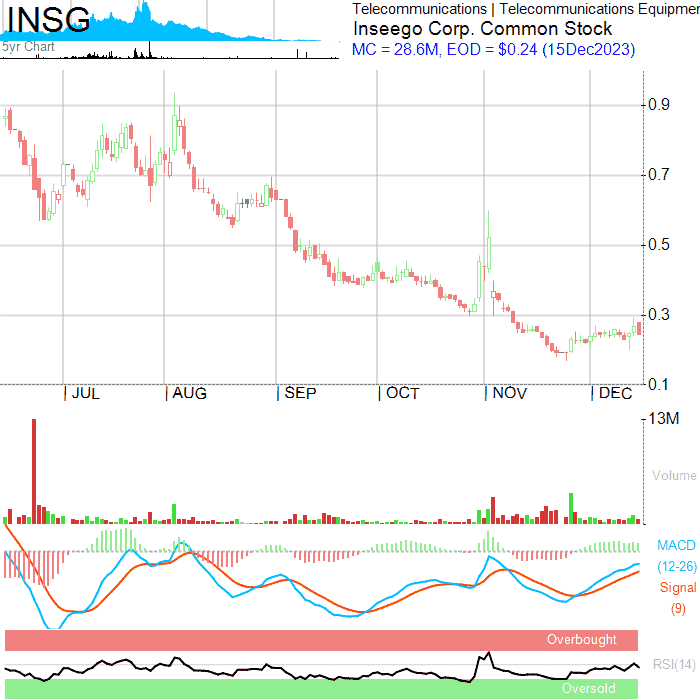 INSG
5yr Chart
Telecommunications | Telecommunications Equipmen
Inseego Corp. Common Stock
MC = 28.6M, EOD = $0.24 (15Dec2023)
0.9
0.7
0.5
0.3
0.1
| JUL | AUG | SEP | OCT | NOV | DEC
13M
Volume
MACD
(12-26)
Signal
(9)
Overbought
RSI(14)
Oversold